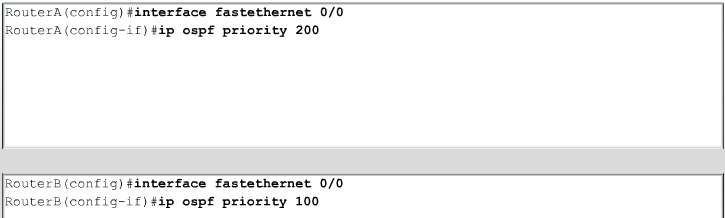 RouterA(config)#interface fastethernet 0/0
RouterA(config-if)#ip ospf priority 200
RouterB(config)#interface fastethernet 0/0
RouterB(config-if)#ip ospf priority 100